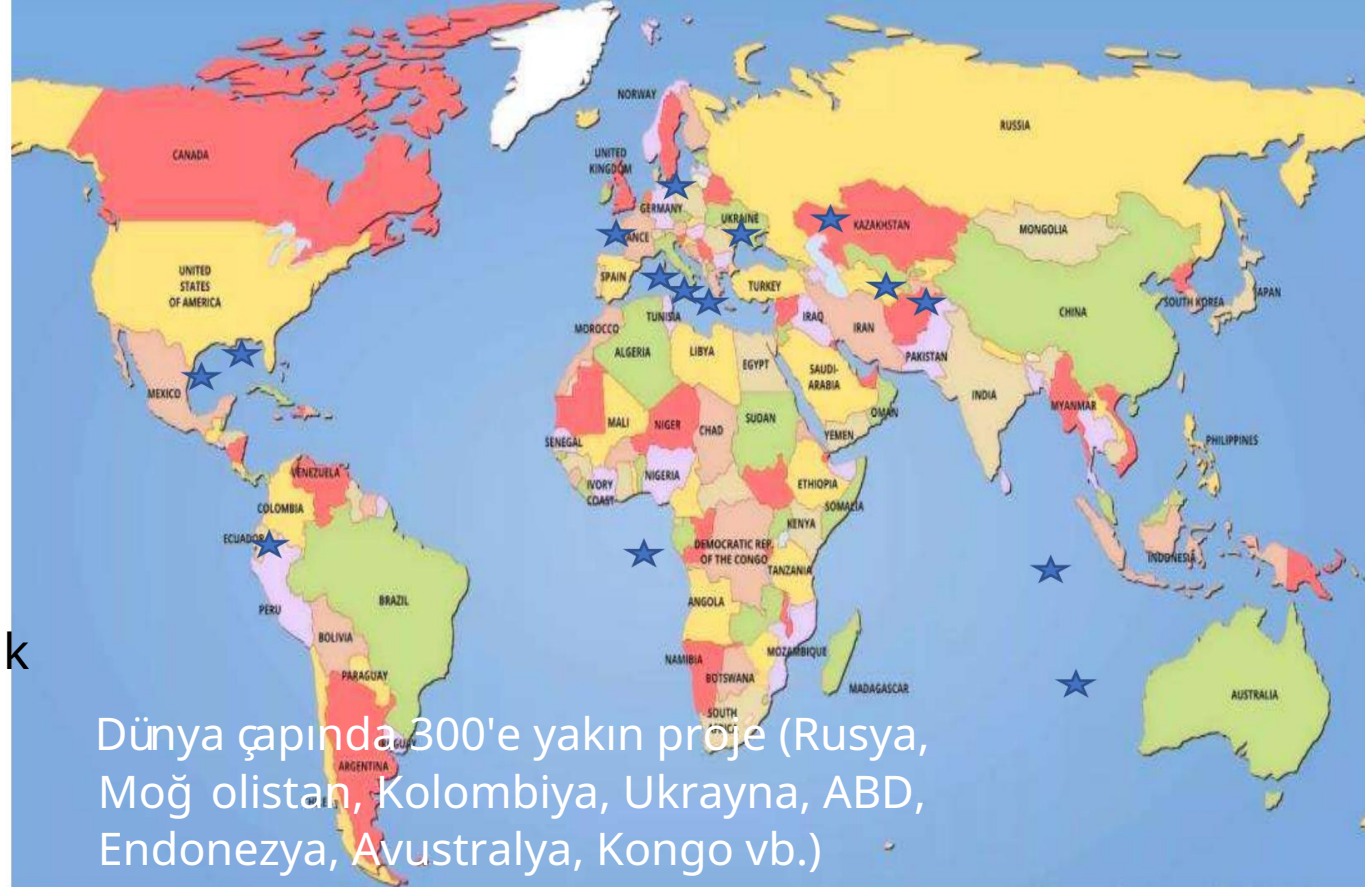 NORWAY
RUSSIA
CANADA
UNITED
KINGDOM
GERMANY
UKRAINE
KAZAKHSTAN
MONGOLIA
ANCE
UNITED
STATES
OF AMERICA
SPAIN
TURKEY
SOUTH KOREA
JAPAN
CHINA
MOROCCO
TUNISIA
IRAQ
IRAN
ALGERIA
LIBYA
EGYPT
PAKISTAN
SAUDI-
ARABIA
MEXICO
INDIA
MYANMAR
OMAN
MALI
NIGER
CHAD
SUDAN
YEMEN
SENEGAL
PHILIPPINES
VENEZUELA
NIGERIA
IVORY
COAST
ETHIOPIA
COLOMBIA
SOMALIA
KENYA
ECUADOR
DEMOCRATIC REP.
OF THE CONGO
TANZANIA
INDONESIA
BRAZIL
ANGOLA
PERU
BOLIVIA
k
MOZAMBIQUE
NAMIBIA
PARAGUAY
BOTSWANA
MADAGASCAR
AUSTRALIA
SOUTH
Dünya çapında 300'e yakın proje (Rusya,
ARGENTINA
Moğ olistan, Kolombiya, Ukrayna, ABD,
Endonezya, Avustralya, Kongo vb.)